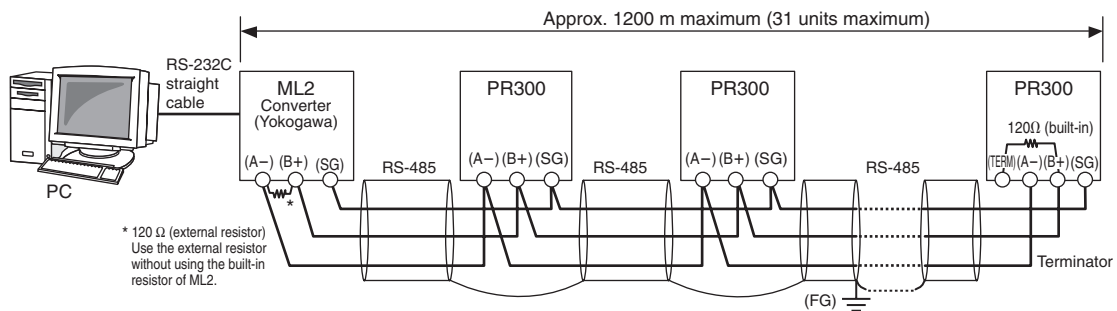 Approx. 1200 m maximum (31 units maximum)
RS-232C
straight
cable
PC
ML2
Converter
(Yokogawa)
(A−) (B+) (SG)
*
* 120 Ω (external resistor)
Use the external resistor
without using the built-in
resistor of ML2.
RS-485
PR300
(A−) (B+) (SG)
RS-485
PR300
(A−) (B+) (SG)
RS-485
(FG)
PR300
120Ω (built-in)
(TERM) (A−) (B+) (SG)
Terminator